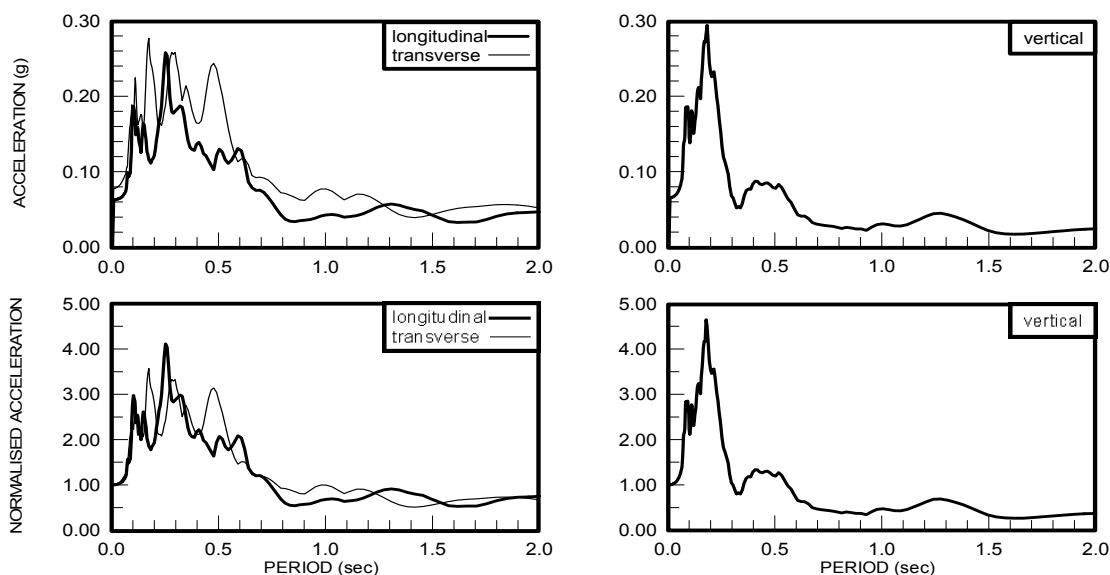 ACCELERATION (g)
0.30
0.20
0.10
0.00
longitudinal
transverse
0.0 0.5 1.0 1.5 2.0
0.30
0.20
0.10
0.00
vertical
0.0 0.5 1.0 1.5 2.0
NORMALISED ACCELERATION
5.00
4.00
3.00
2.00
1.00
0.00
longitudinal
transverse
0.0 0.5 1.0 1.5 2.0
PERIOD (sec)
5.00
4.00
3.00
2.00
1.00
0.00
vertical
0.0 0.5 1.0 1.5 2.0
PERIOD (sec)